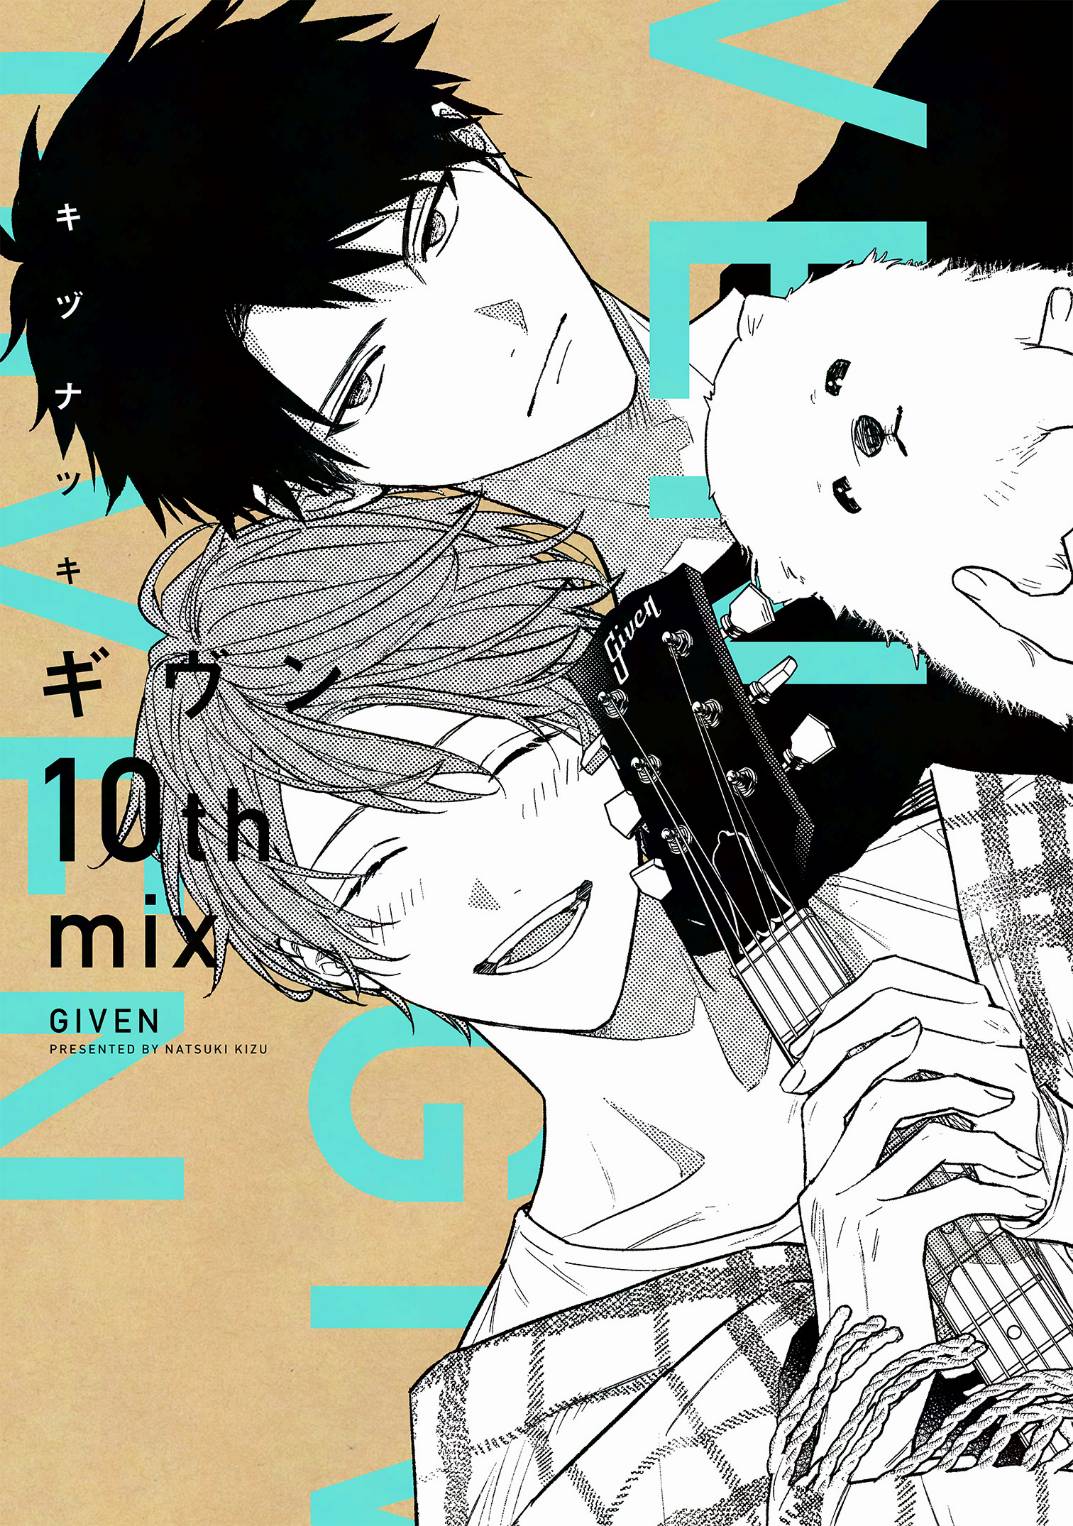 キヅナツキ
ギヴン
10th
mix
GIVEN
PRESENTED BY NATSUKI KIZU
given
GIVEN
GIVEN